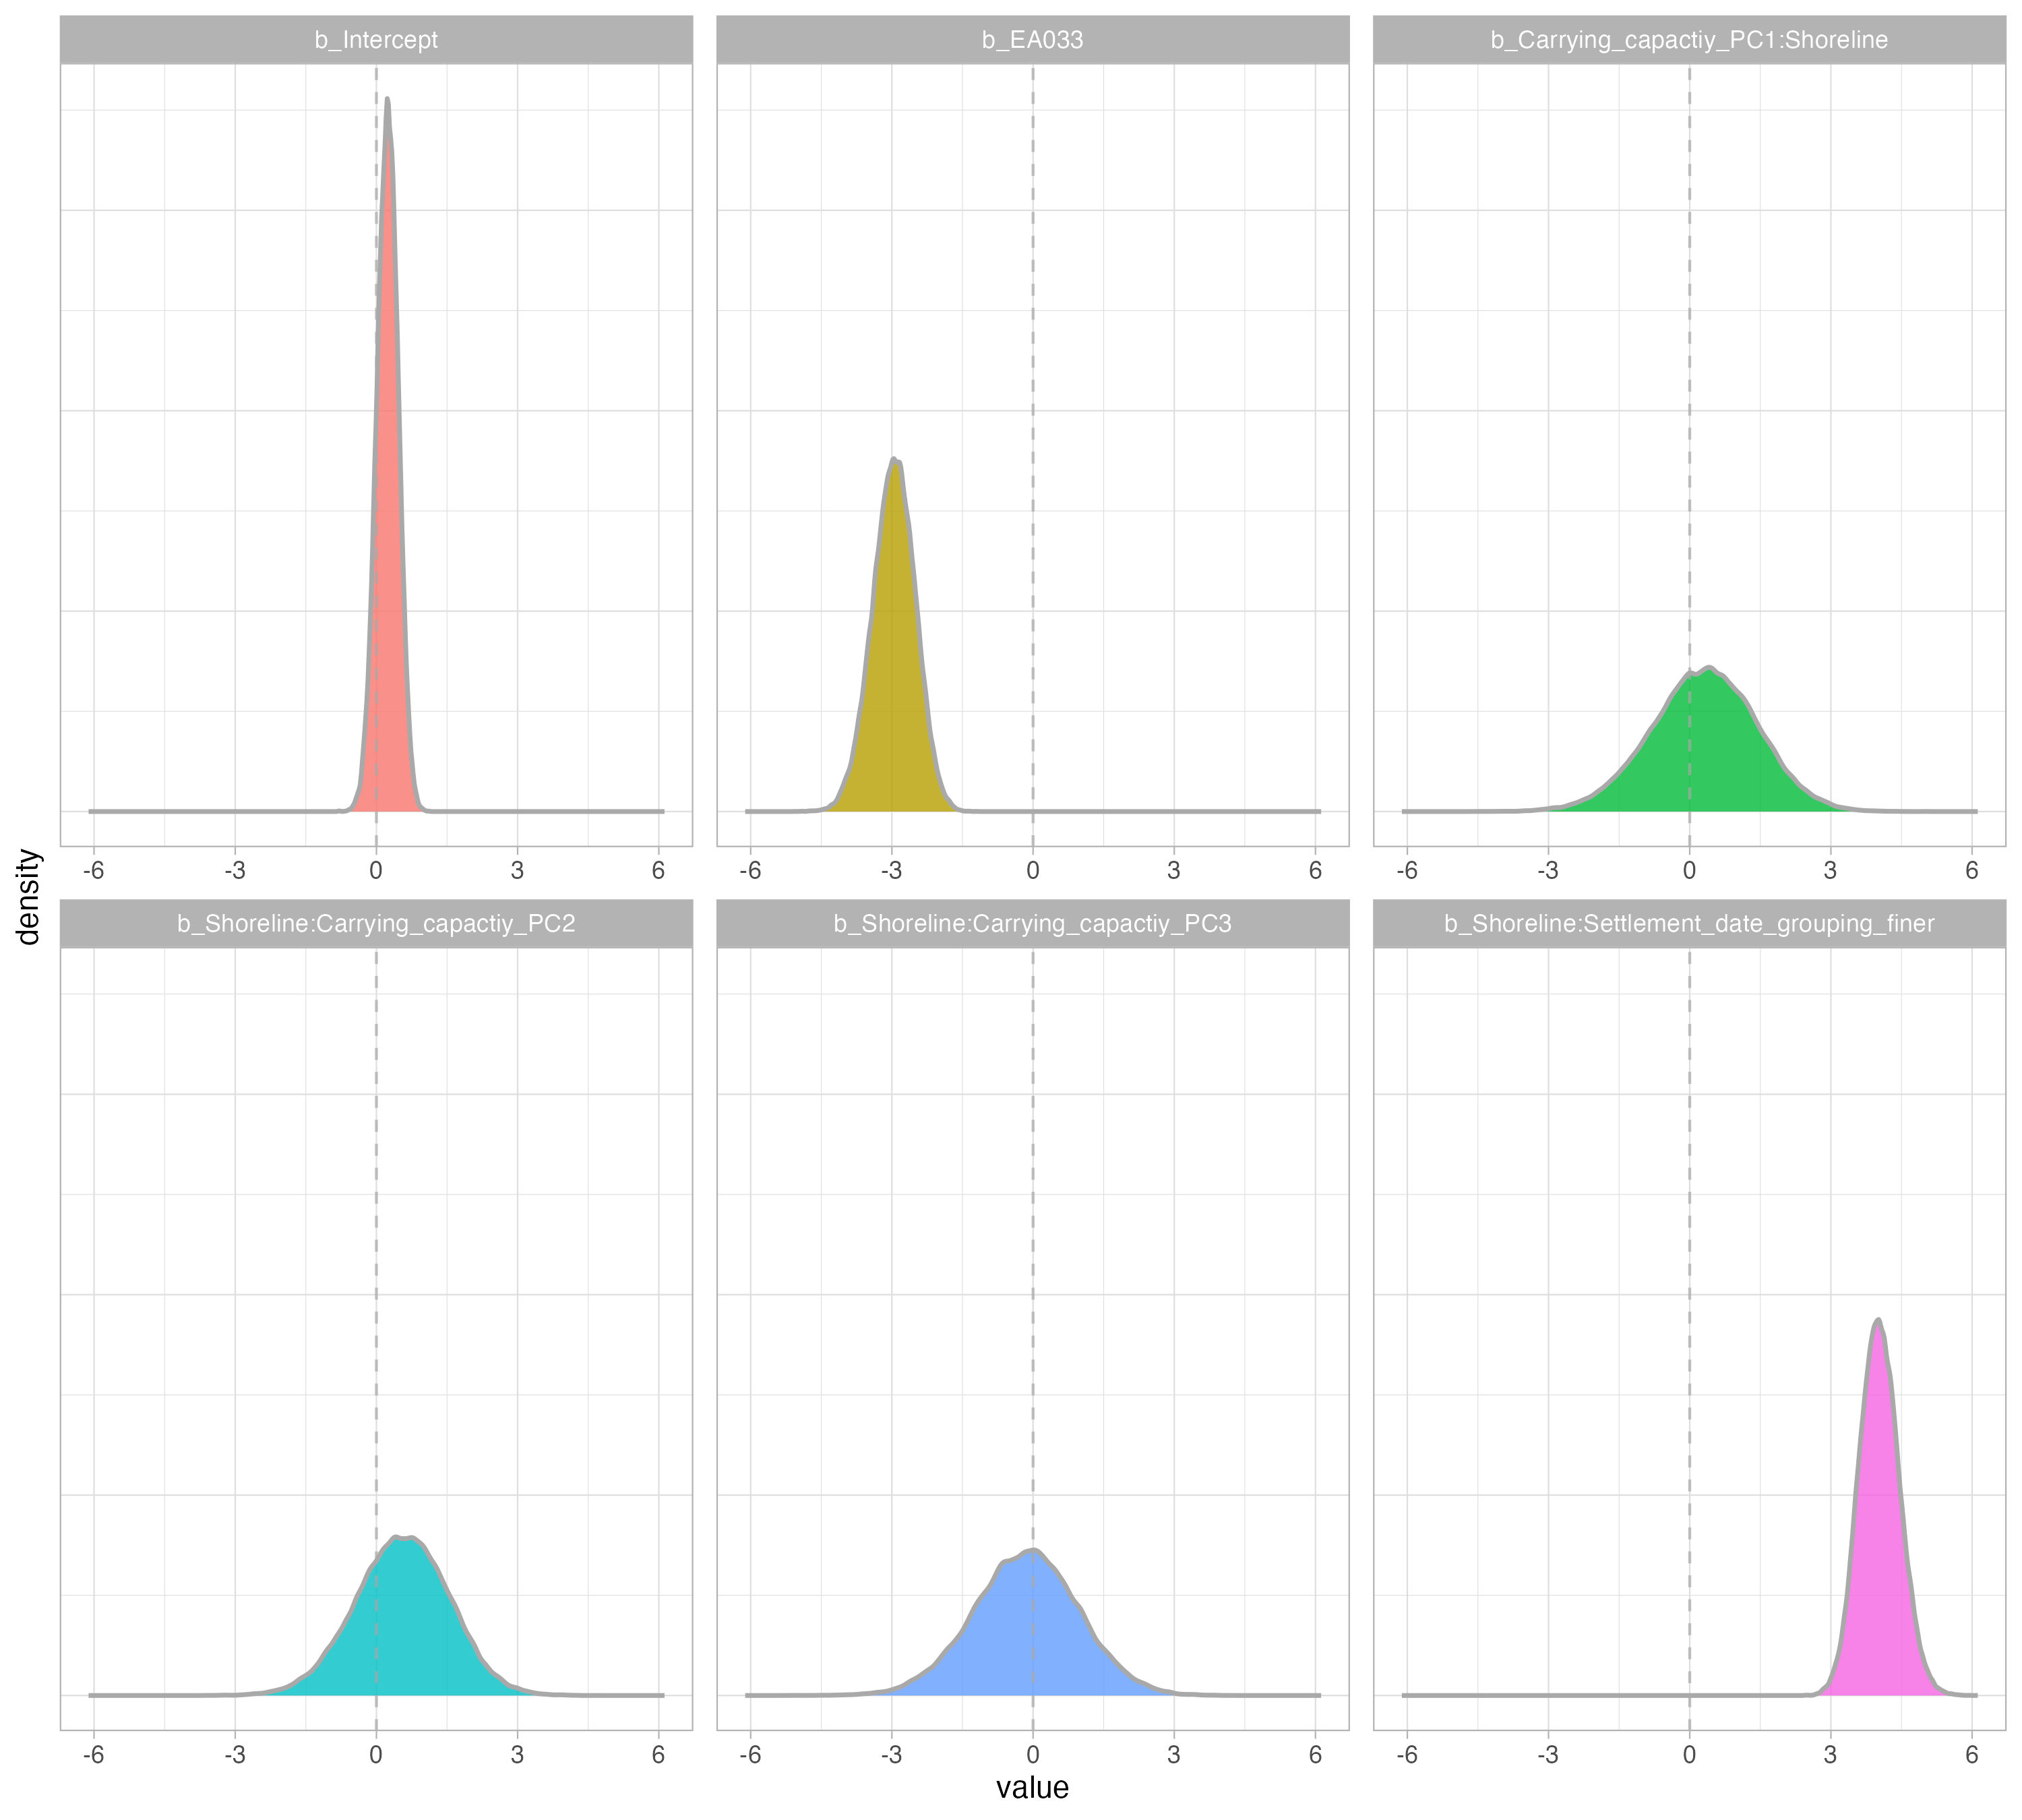 b_Intercept
b_EA033
b_Carrying_capactiy_PC1:Shoreline
-6 -3 0 3 6
-6 -3 0 3 6
-6 -3 0 3 6
density
b_Shoreline:Carrying_capactiy_PC2
b_Shoreline:Carrying_capactiy_PC3
b_Shoreline:Settlement_date_grouping_finer
-6 -3 0 3 6
-6 -3 0 3 6
-6 -3 0 3 6
value